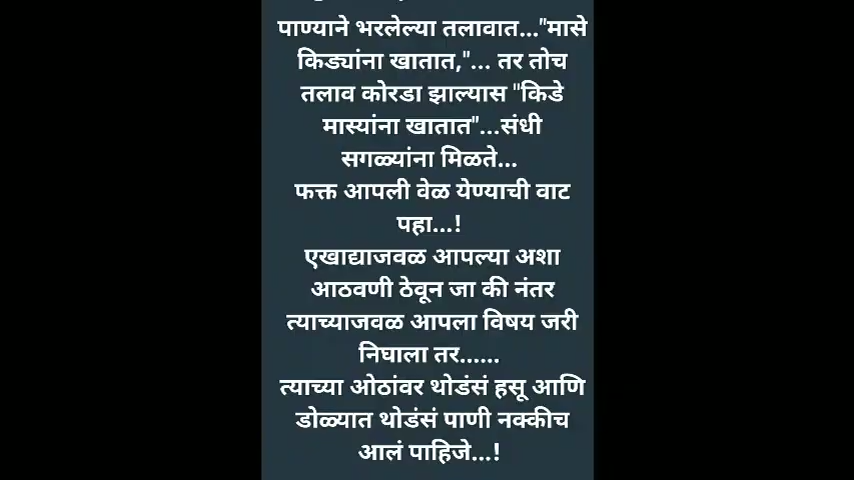 पाण्याने भरलेल्या तलावात..."मासे
किड्यांना खातात,"... तर तोच
तलाव कोरडा झाल्यास "किडे
मास्यांना खातात"...संधी
सगळ्यांना मिळते...
फक्त आपली वेळ येण्याची वाट
पहा...!
एखाद्याजवळ आपल्या अशा
आठवणी ठेवून जा की नंतर
त्याच्याजवळ आपला विषय जरी
निघाला तर......
त्याच्या ओठांवर थोडंसं हसू आणि
डोळ्यात थोडंसं पाणी नक्कीच
आलं पाहिजे...!